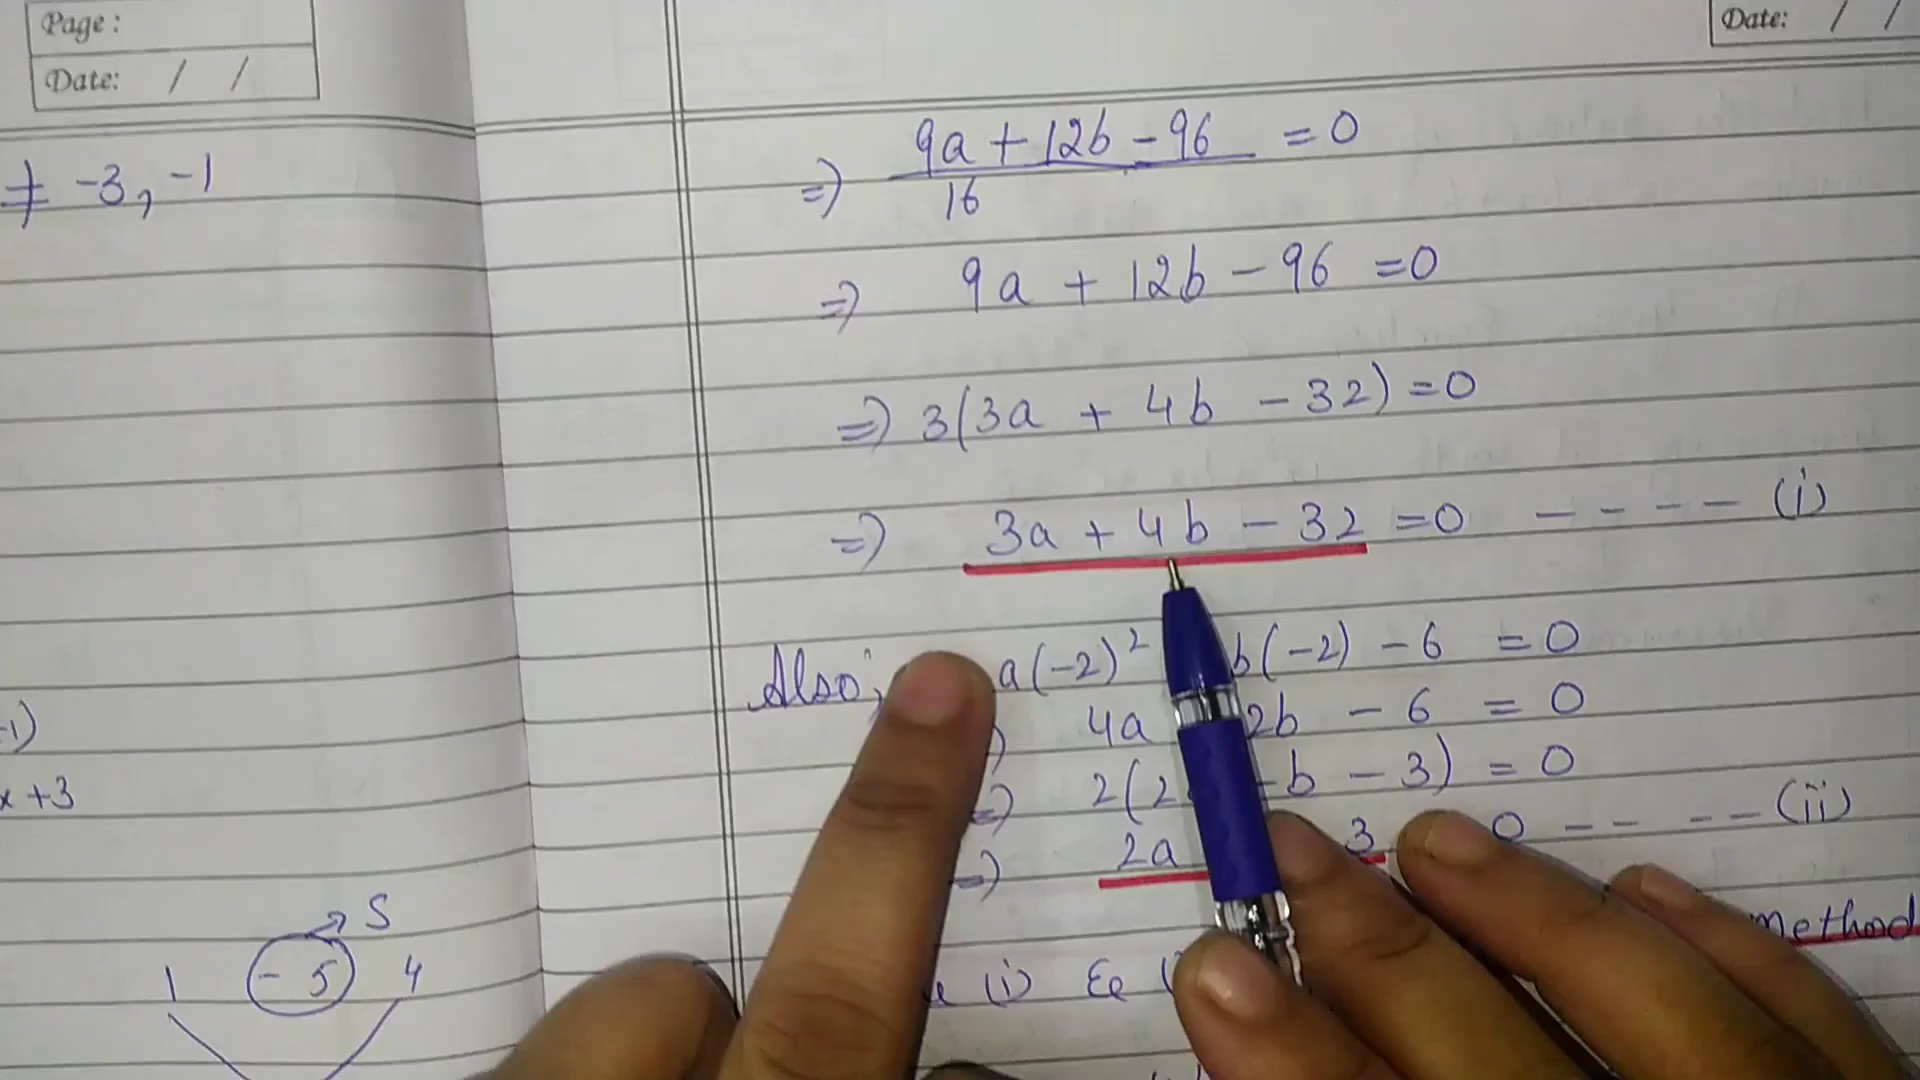 Page :
Date: / /
≠ -3, -1
-1)
x +3
S
1 -5 4
Date: / /
=> 9a + 12b - 96 = 0
16
=> 9a + 12b - 96 = 0
=> 3(3a + 4b - 32) = 0
=> 3a + 4b - 32 = 0 - - - - (i)
Also, a(-2)² b(-2) - 6 = 0
4a 2b - 6 = 0
=> 2(2 - b - 3) = 0
=> 2a 3 0 - - - - (ii)
Method
(i) &